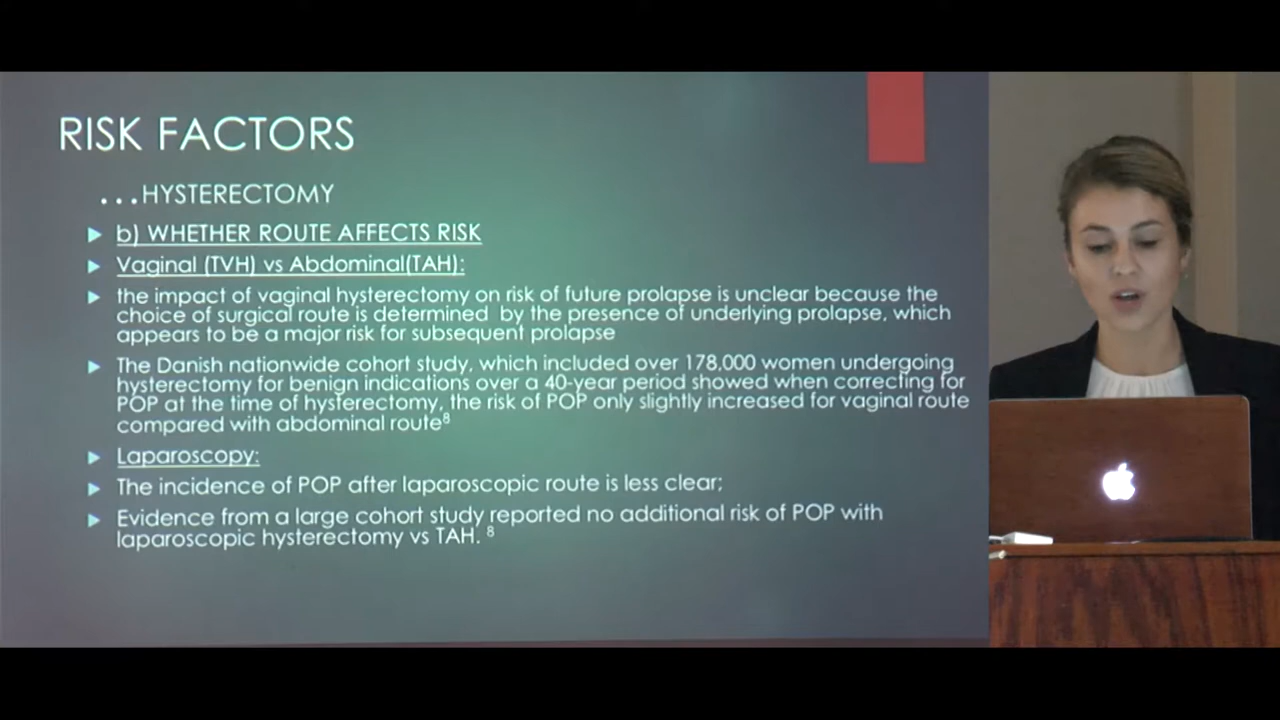 RISK FACTORS
...HYSTERECTOMY
b) WHETHER ROUTE AFFECTS RISK
Vaginal (TVH) vs Abdominal(TAH):
the impact of vaginal hysterectomy on risk of future prolapse is unclear because the
choice of surgical route is determined by the presence of underlying prolapse, which
appears to be a major risk for subsequent prolapse
The Danish nationwide cohort study, which included over 178,000 women undergoing
hysterectomy for benign indications over a 40-year period showed when correcting for
POP at the time of hysterectomy, the risk of POP only slightly increased for vaginal route
compared with abdominal route⁸
Laparoscopy:
The incidence of POP after laparoscopic route is less clear;
Evidence from a large cohort study reported no additional risk of POP with
laparoscopic hysterectomy vs TAH. ⁸